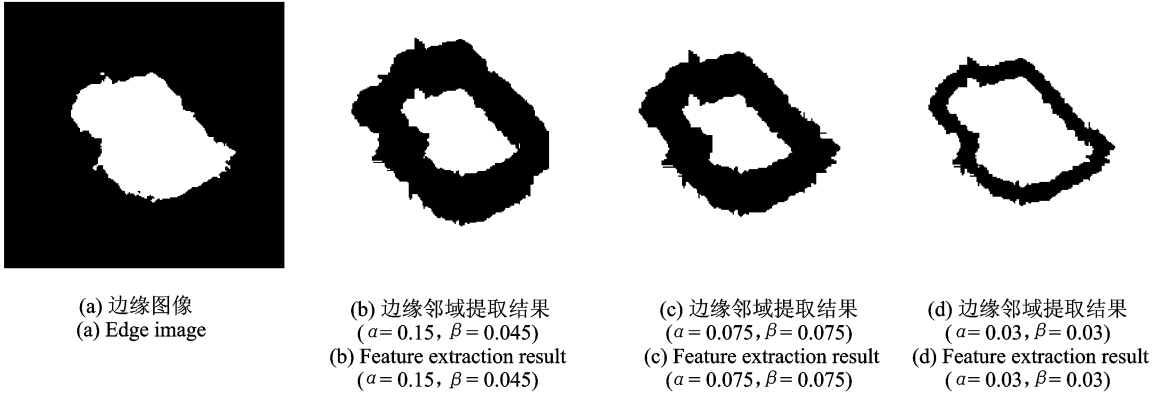 (a) 边缘图像
(a) Edge image
(b) 边缘邻域提取结果
(α= 0.15, β= 0.045)
(b) Feature extraction result
(α= 0.15, β= 0.045)
(c) 边缘邻域提取结果
(α= 0.075, β= 0.075)
(c) Feature extraction result
(α= 0.075, β= 0.075)
(d) 边缘邻域提取结果
(α= 0.03, β= 0.03)
(d) Feature extraction result
(α= 0.03, β= 0.03)